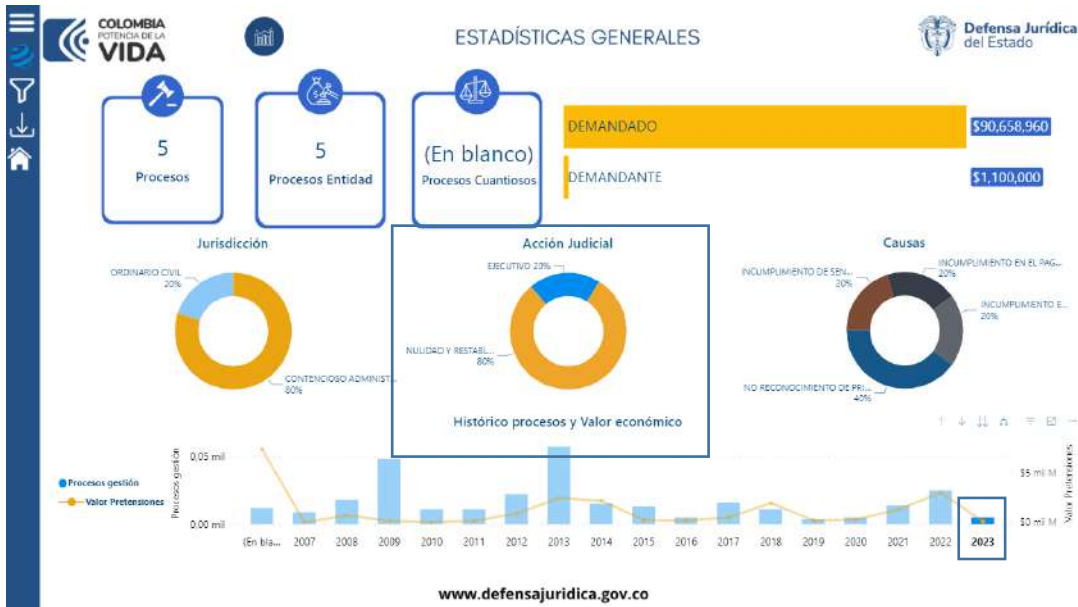 COLOMBIA
POTENCIA DE LA
VIDA
ESTADÍSTICAS GENERALES
Defensa Jurídica
del Estado
5
Procesos
5
Procesos Entidad
(En blanco)
Procesos Cuantiosos
DEMANDADO
$90,658,960
DEMANDANTE
$1,100,000
Jurisdicción
ORDINARIO CIVIL
20%
CONTENCIOSO ADMINIST...
80%
Acción Judicial
EJECUTIVO 20%
NULIDAD Y RESTABL...
80%
Causas
INCUMPLIMIENTO DE SEN...
20%
INCUMPLIMIENTO EN EL PAG...
20%
INCUMPLIMIENTO E...
20%
NO RECONOCIMIENTO DE PRI...
40%
Histórico procesos y Valor económico
Procesos gestión
Valor Pretensiones
Procesos gestión
0,05 mil
0,00 mil
$5 mil M
$0 mil M
Valor Pretensiones
(En bla... 2007 2008 2009 2010 2011 2012 2013 2014 2015 2016 2017 2018 2019 2020 2021 2022 2023
www.defensajuridica.gov.co